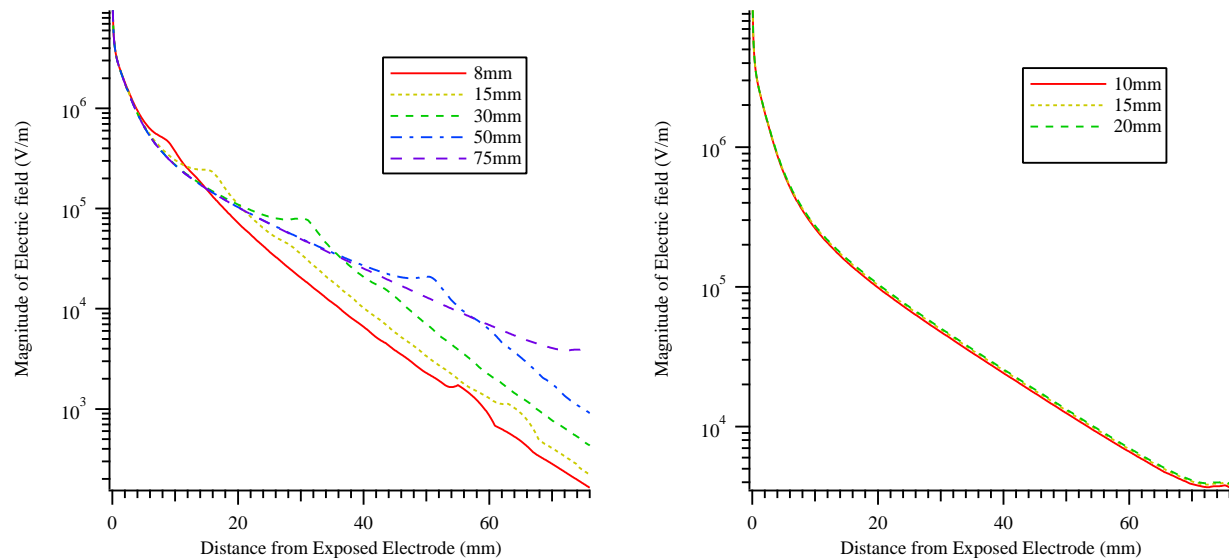 Magnitude of Electric field (V/m)
10^6
10^5
10^4
10^3
8mm
15mm
30mm
50mm
75mm
0
20
40
60
Distance from Exposed Electrode (mm)
Magnitude of Electric field (V/m)
10^6
10^5
10^4
10mm
15mm
20mm
0
20
40
60
Distance from Exposed Electrode (mm)